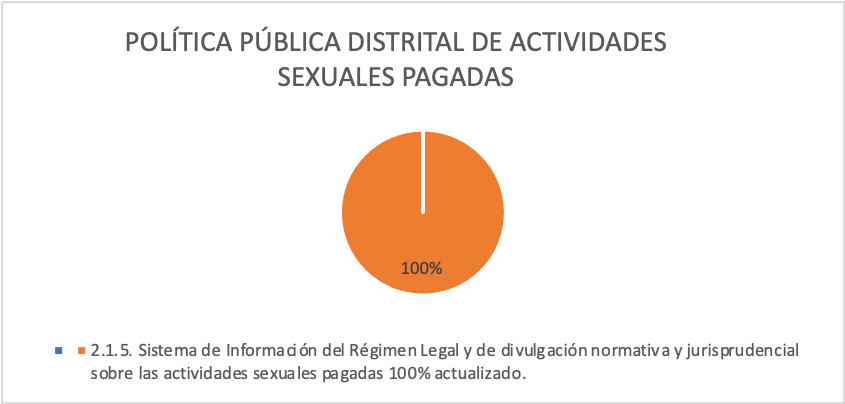 POLÍTICA PÚBLICA DISTRITAL DE ACTIVIDADES
SEXUALES PAGADAS
100%
2.1.5. Sistema de Información del Régimen Legal y de divulgación normativa y jurisprudencial
sobre las actividades sexuales pagadas 100% actualizado.